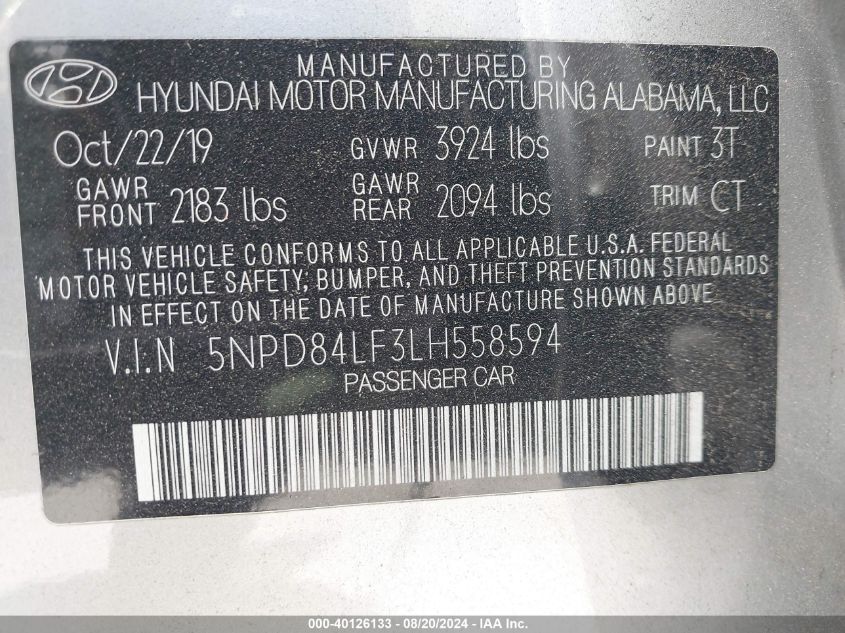 MANUFACTURED BY
HYUNDAI MOTOR MANUFACTURING ALABAMA, LLC
Oct/22/19 GVWR 3924 lbs PAINT 3T
GAWR FRONT 2183 lbs GAWR REAR 2094 lbs TRIM CT
THIS VEHICLE CONFORMS TO ALL APPLICABLE U.S.A. FEDERAL
MOTOR VEHICLE SAFETY, BUMPER, AND THEFT PREVENTION STANDARDS
IN EFFECT ON THE DATE OF MANUFACTURE SHOWN ABOVE
V.I.N 5NPD84LF3LH558594
PASSENGER CAR
000-40126133 - 08/20/2024 - IAA Inc.